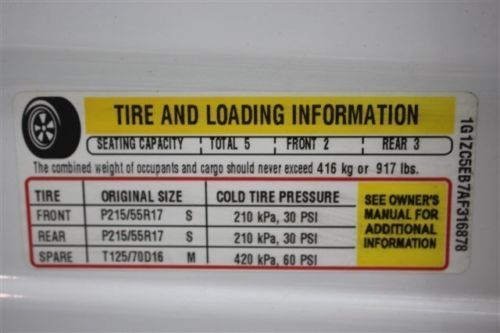 TIRE AND LOADING INFORMATION
SEATING CAPACITY TOTAL 5 FRONT 2 REAR 3
The combined weight of occupants and cargo should never exceed 416 kg or 917 lbs.
TIRE ORIGINAL SIZE COLD TIRE PRESSURE
FRONT P215/55R17 S 210 kPa, 30 PSI
REAR P215/55R17 S 210 kPa, 30 PSI
SPARE T125/70D16 M 420 kPa, 60 PSI
SEE OWNER'S
MANUAL FOR
ADDITIONAL
INFORMATION
1G1ZC5EB7AF316878